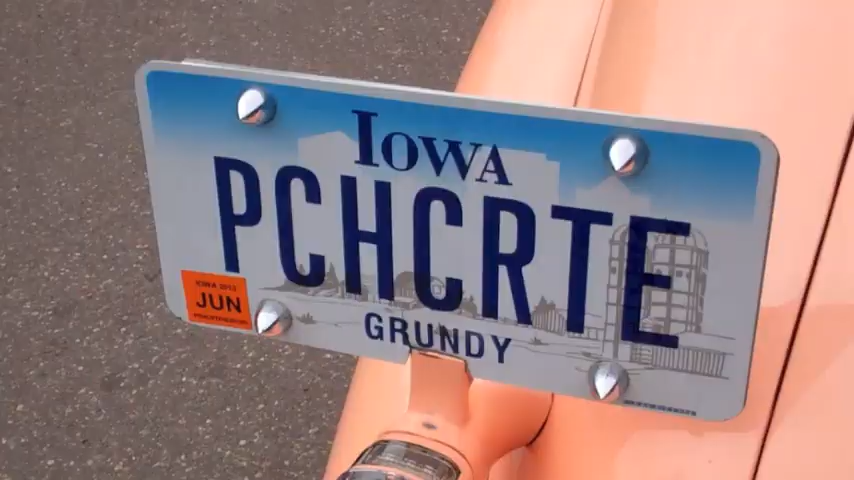 IOWA
PCHCRTE
IOWA 2013
JUN
GRUNDY